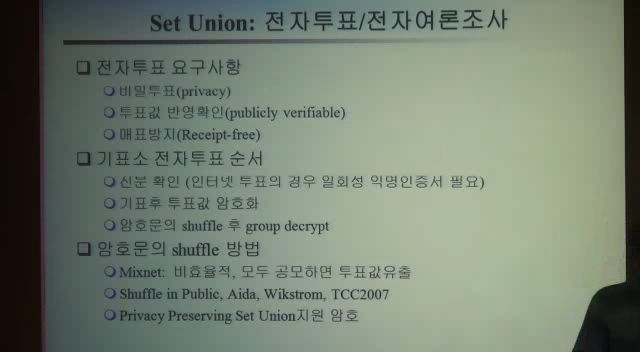 Set Union: 전자투표/전자여론조사
❑ 전자투표 요구사항
❍ 비밀투표(privacy)
❍ 투표값 반영확인(publicly verifiable)
❍ 매표방지(Receipt-free)
❑ 기표소 전자투표 순서
❍ 신분 확인 (인터넷 투표의 경우 일회성 익명인증서 필요)
❍ 기표후 투표값 암호화
❍ 암호문의 shuffle 후 group decrypt
❑ 암호문의 shuffle 방법
❍ Mixnet: 비효율적, 모두 공모하면 투표값유출
❍ Shuffle in Public, Aida, Wikstrom, TCC2007
❍ Privacy Preserving Set Union지원 암호